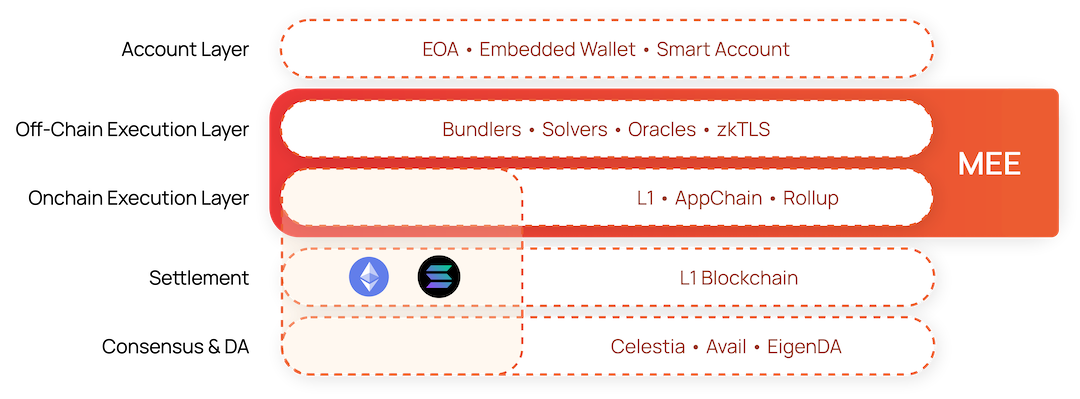 Account Layer
EOA • Embedded Wallet • Smart Account
Off-Chain Execution Layer
Bundlers • Solvers • Oracles • zkTLS
MEE
Onchain Execution Layer
L1 • AppChain • Rollup
Settlement
L1 Blockchain
Consensus & DA
Celestia • Avail • EigenDA